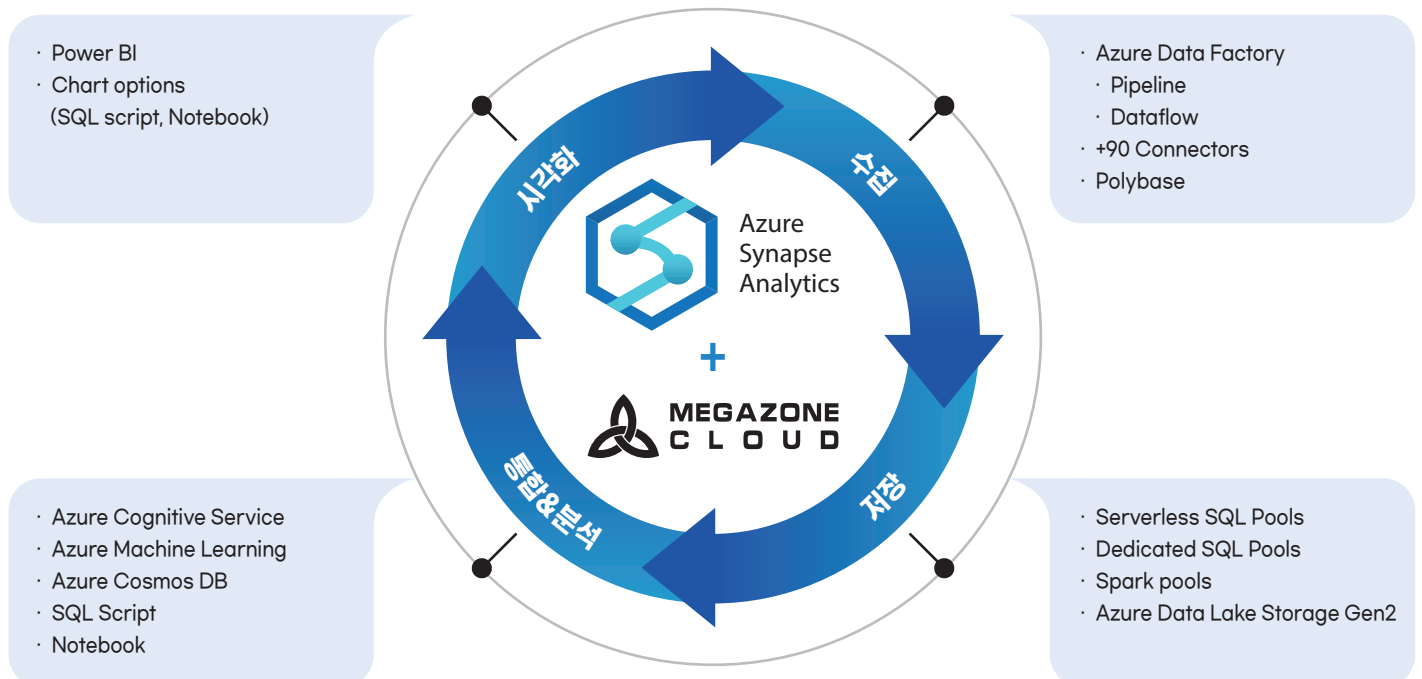 · Power BI
· Chart options
(SQL script, Notebook)
· Azure Data Factory
· Pipeline
· Dataflow
· +90 Connectors
· Polybase
시각화
수집
Azure
Synapse
Analytics
+
MEGAZONE
CLOUD
통합&분석
저장
· Azure Cognitive Service
· Azure Machine Learning
· Azure Cosmos DB
· SQL Script
· Notebook
· Serverless SQL Pools
· Dedicated SQL Pools
· Spark pools
· Azure Data Lake Storage Gen2